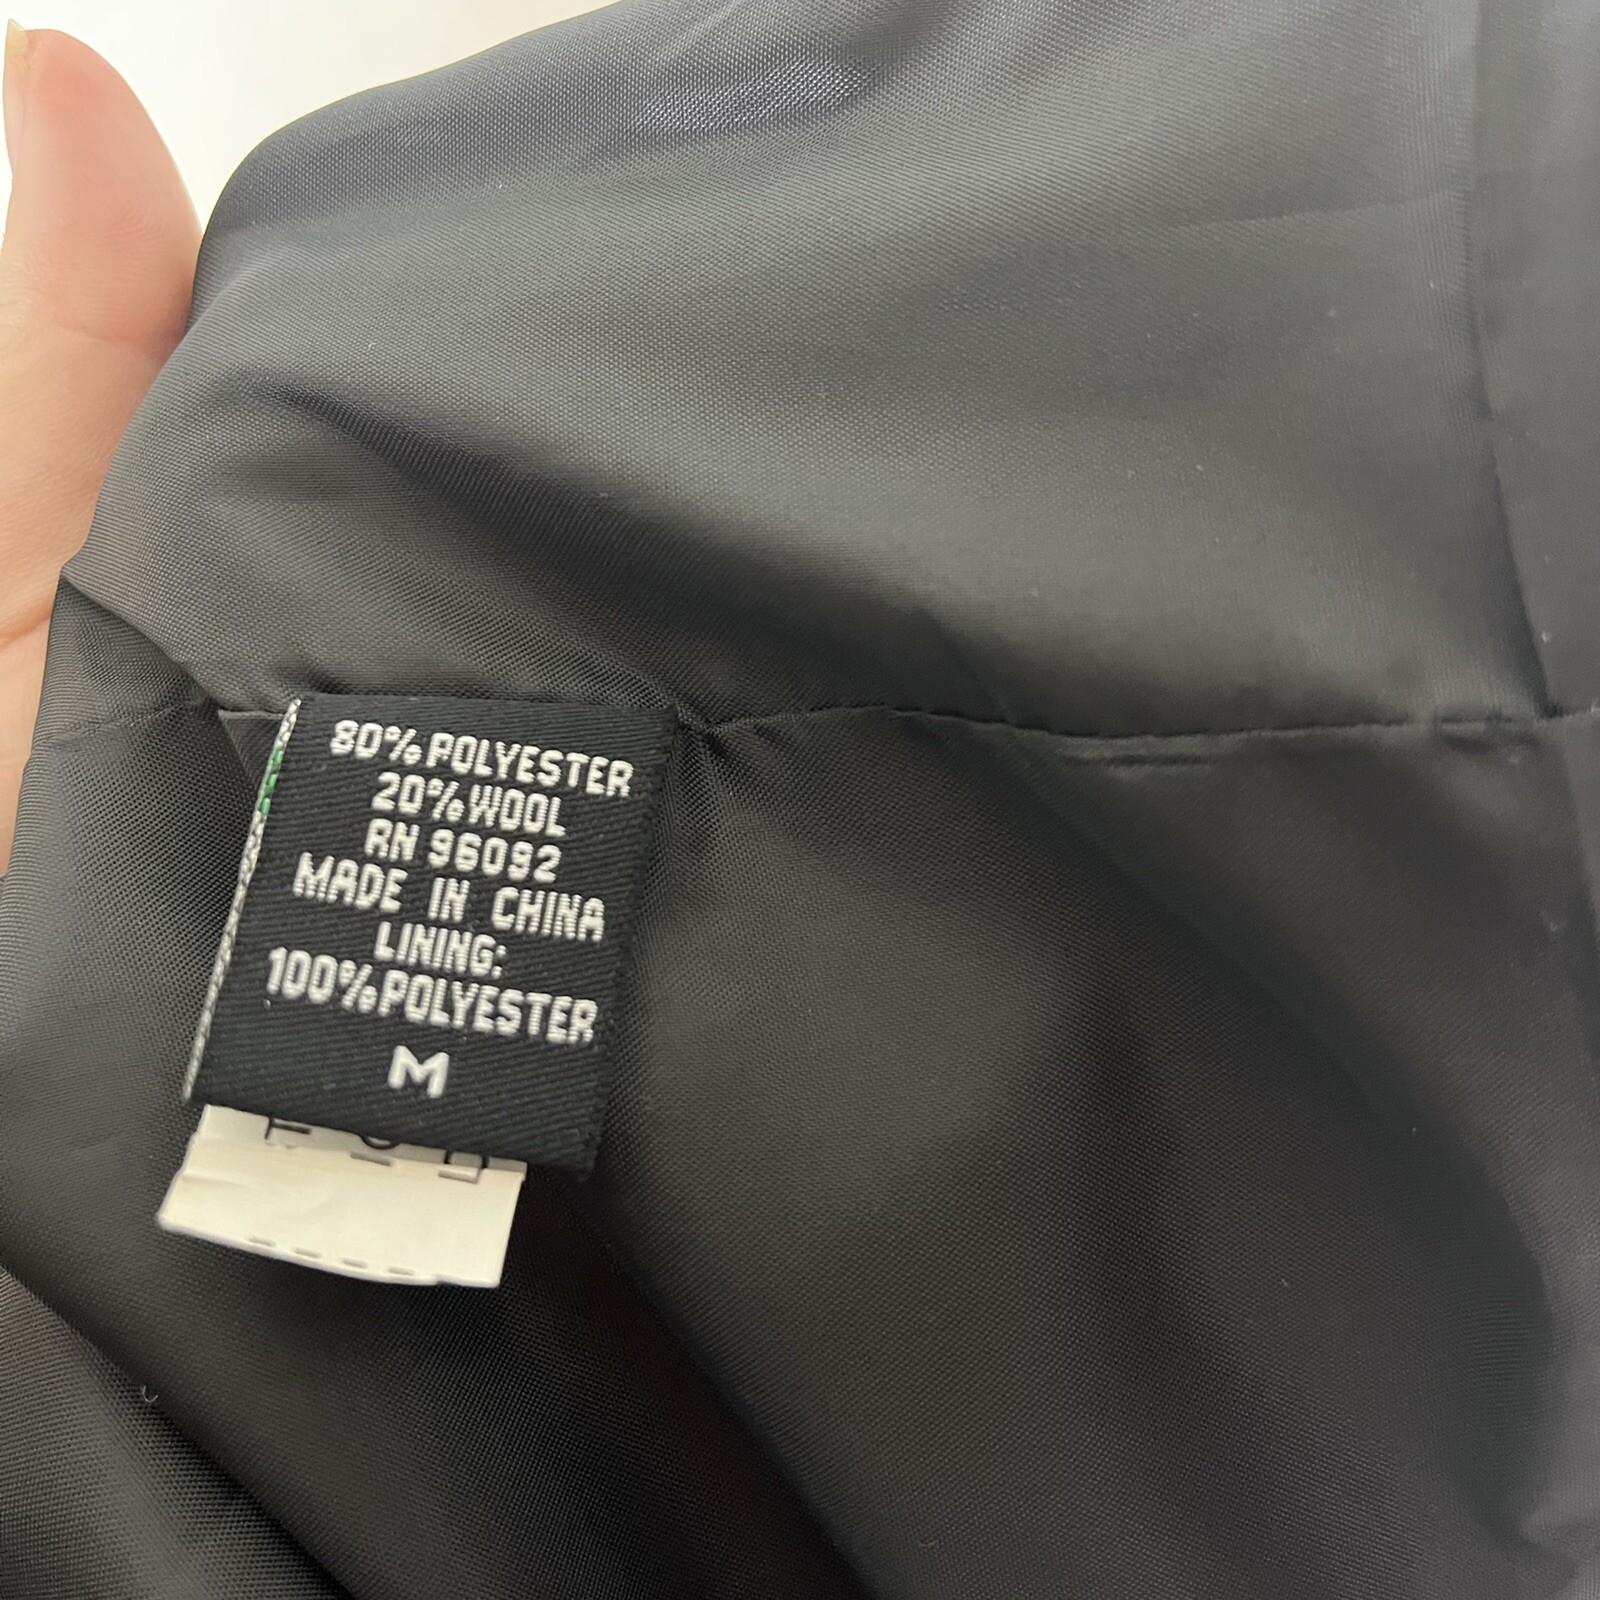 80% POLYESTER
20% WOOL
RN 96092
MADE IN CHINA
LINING:
100% POLYESTER
M